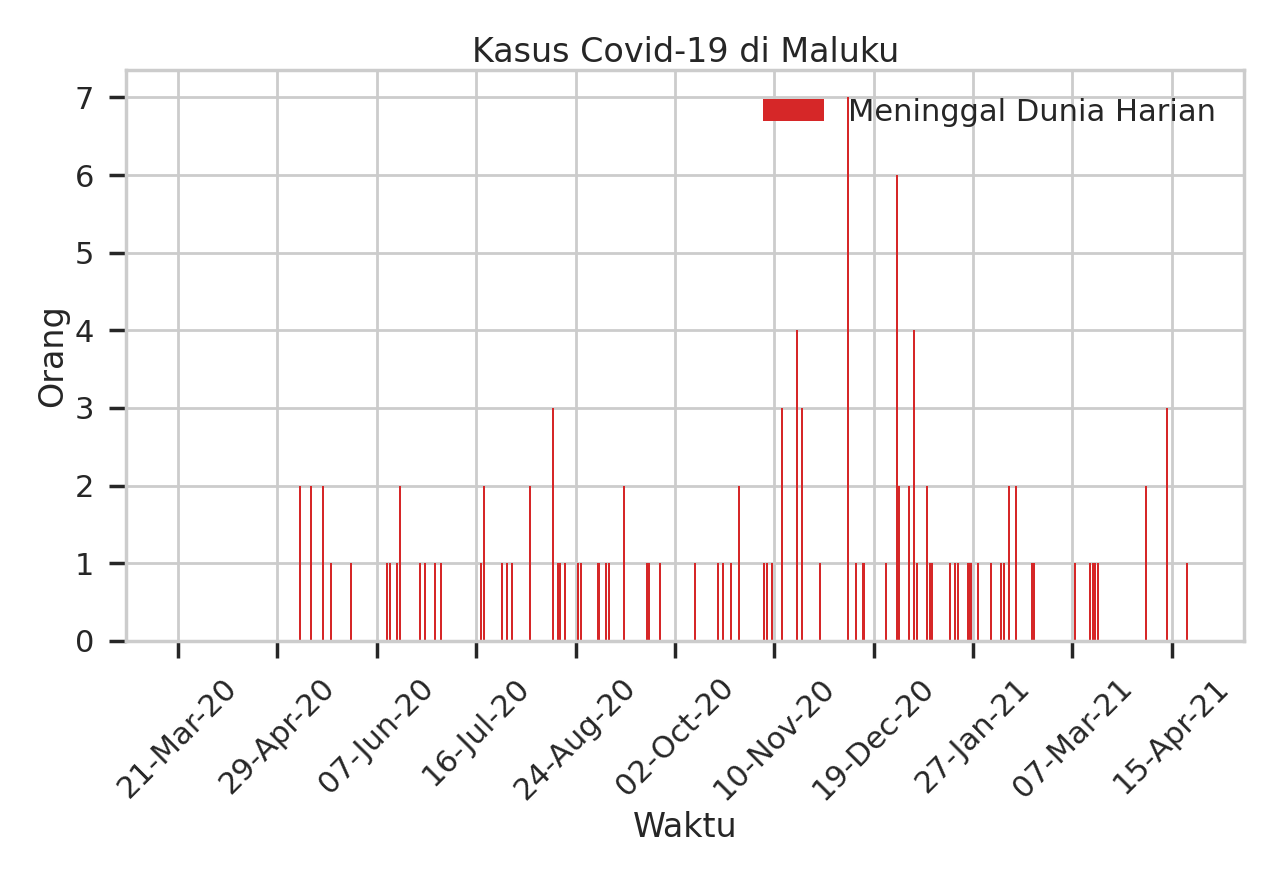 Kasus Covid-19 di Maluku
Meninggal Dunia Harian
Orang
7
6
5
4
3
2
1
0
21-Mar-20
29-Apr-20
07-Jun-20
16-Jul-20
24-Aug-20
02-Oct-20
10-Nov-20
19-Dec-20
27-Jan-21
07-Mar-21
15-Apr-21
Waktu